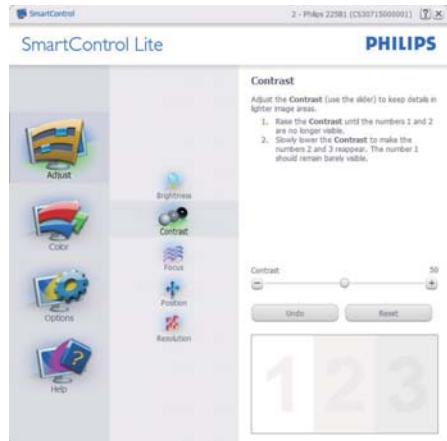 SmartControl
2 - Philips 225B1 (CS30715000001)
SmartControl Lite
PHILIPS
Adjust
Color
Options
Help
Brightness
Contrast
Focus
Position
Resolution
Contrast
Adjust the Contrast (use the slider) to keep details in
lighter image areas.
1. Raise the Contrast until the numbers 1 and 2
are no longer visible.
2. Slowly lower the Contrast to make the
numbers 2 and 3 reappear. The number 1
should remain barely visible.
Contrast 50
Undo Reset
1 2 3